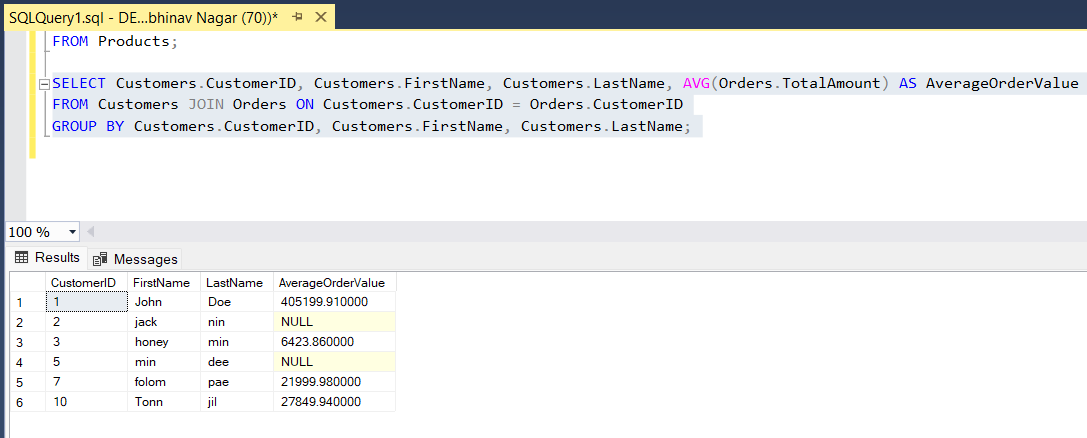 SQLQuery1.sql - DE...bhinav Nagar (70))*
FROM Products;
SELECT Customers.CustomerID, Customers.FirstName, Customers.LastName, AVG(Orders.TotalAmount) AS AverageOrderValue
FROM Customers JOIN Orders ON Customers.CustomerID = Orders.CustomerID
GROUP BY Customers.CustomerID, Customers.FirstName, Customers.LastName;
100 %
Results Messages
CustomerID FirstName LastName AverageOrderValue
1 1 John Doe 405199.910000
2 2 jack nin NULL
3 3 honey min 6423.860000
4 5 min dee NULL
5 7 folom pae 21999.980000
6 10 Tonn jil 27849.940000